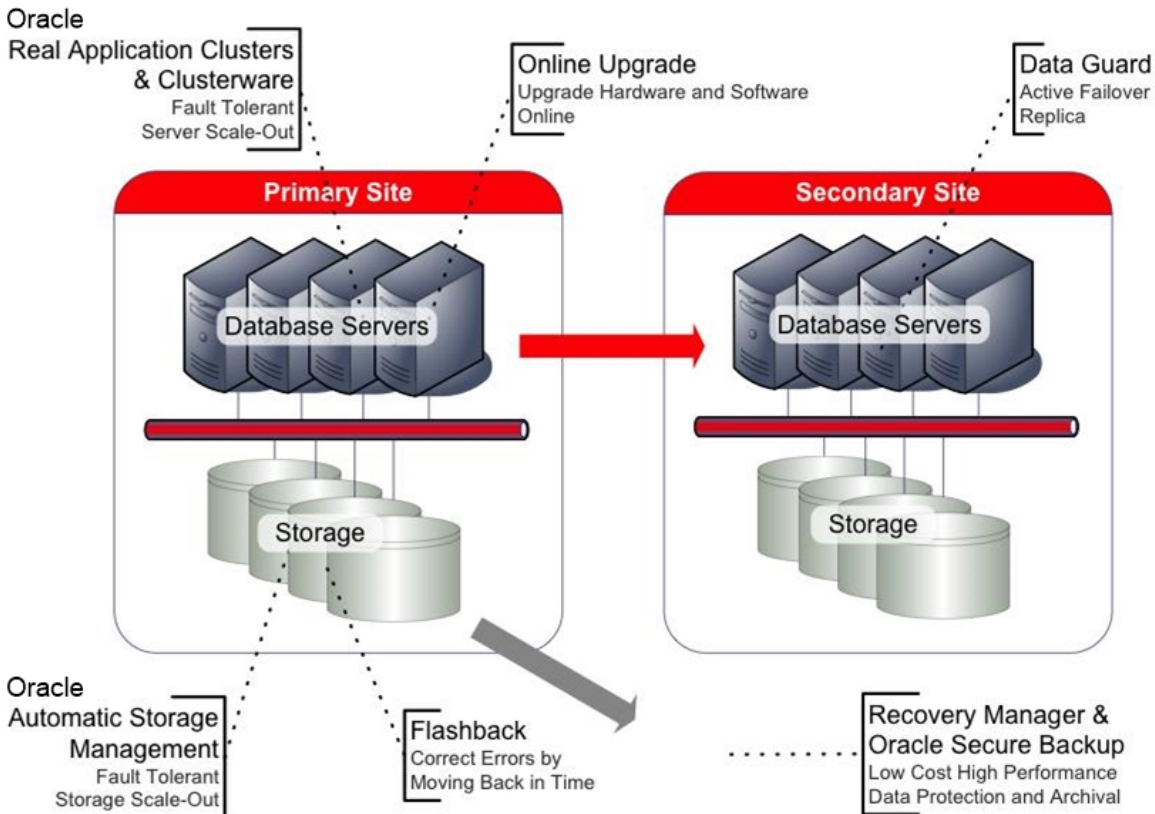 Oracle
Real Application Clusters
& Clusterware
Fault Tolerant
Server Scale-Out
Online Upgrade
Upgrade Hardware and Software
Online
Data Guard
Active Failover
Replica
Primary Site
Database Servers
Storage
Secondary Site
Database Servers
Storage
Oracle
Automatic Storage
Management
Fault Tolerant
Storage Scale-Out
Flashback
Correct Errors by
Moving Back in Time
Recovery Manager &
Oracle Secure Backup
Low Cost High Performance
Data Protection and Archival